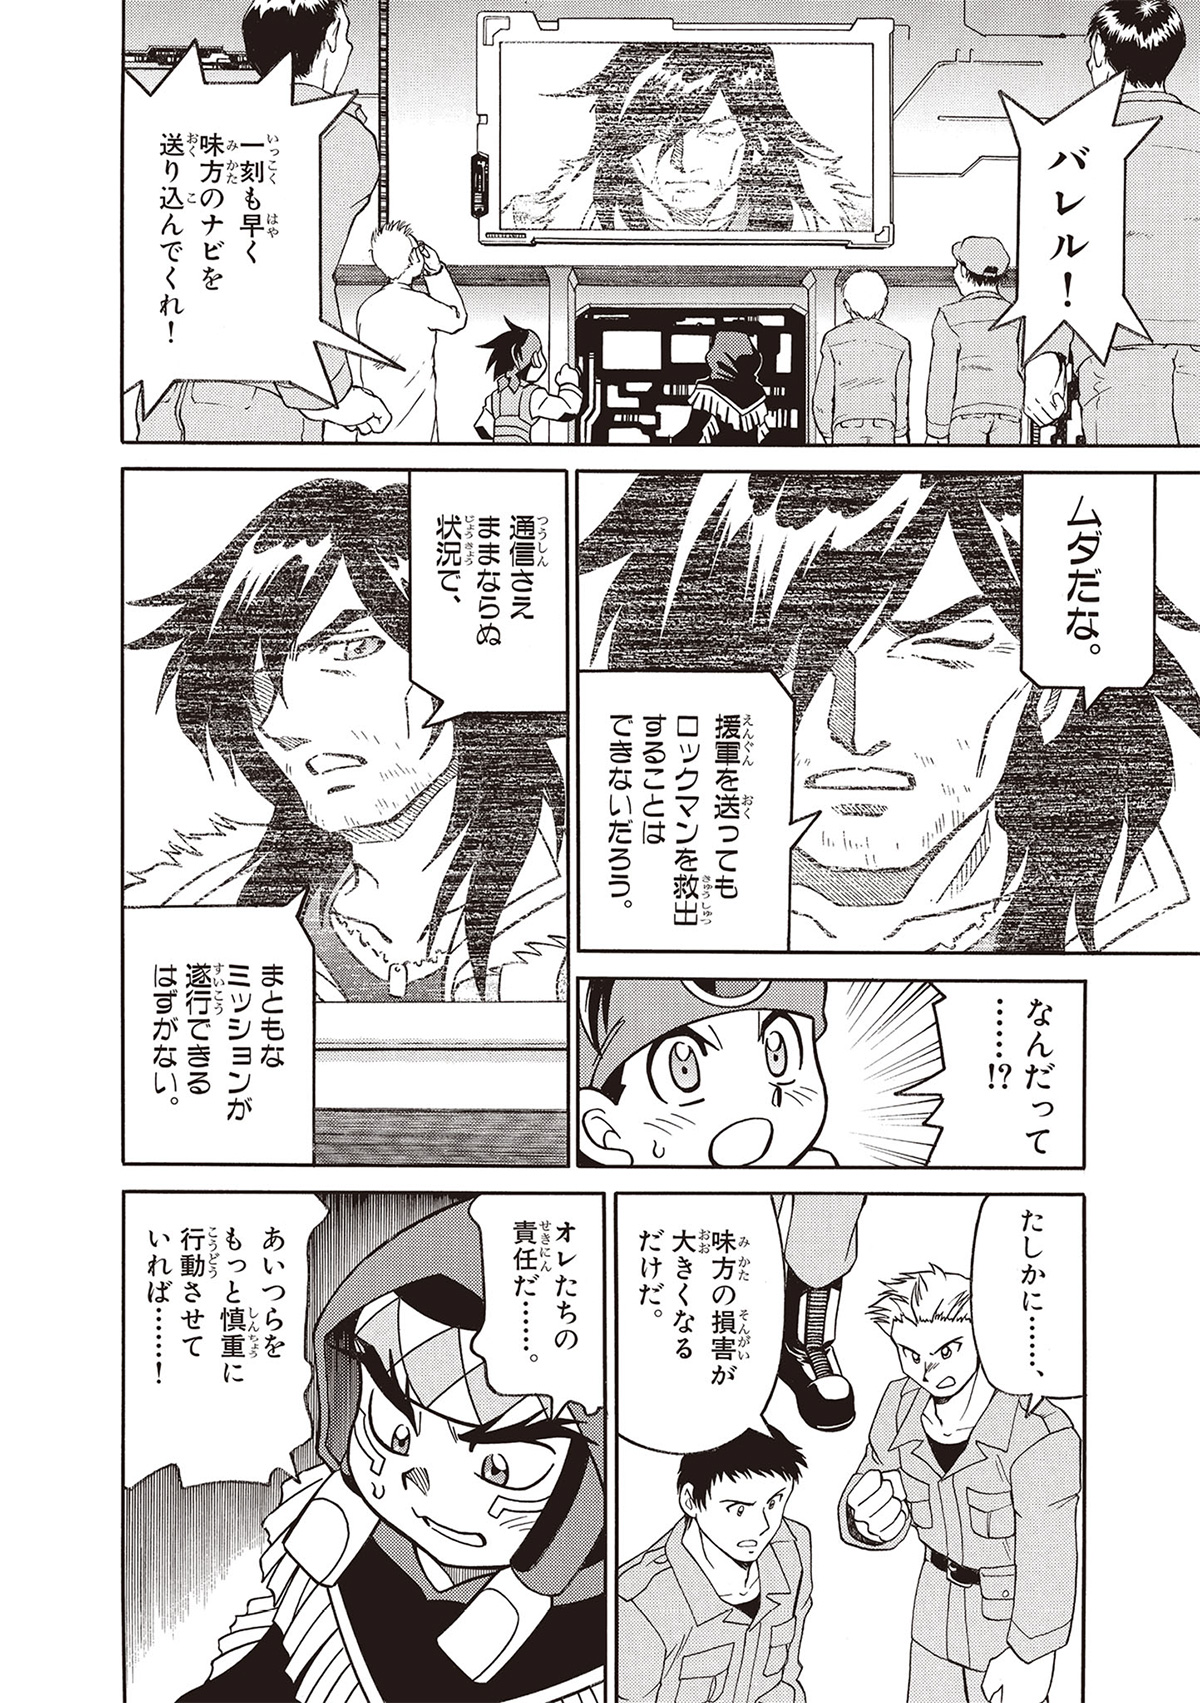 バレル！
一刻も早く
味方のナビを
送り込んでくれ！
ムダだな。
援軍を送っても
ロックマンを救出
することは
できないだろう。
通信さえ
ままならぬ
状況で、
まともな
ミッションが
遂行できる
はずがない。
なんだって
……!?
たしかに……、
味方の損害が
大きくなる
だけだ。
オレたちの
責任だ……。
あいつらを
もっと慎重に
行動させて
いれば……！